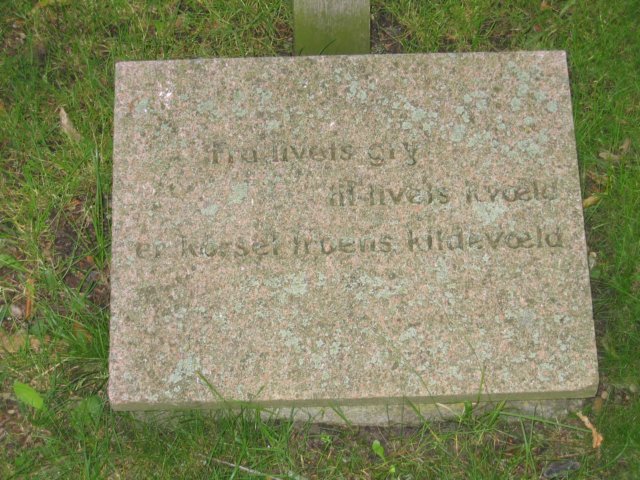 Fra livets gry
til livets kvæld
er korset troens kildevæld